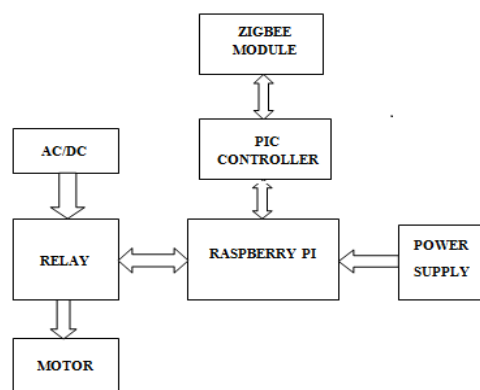 ZIGBEE
MODULE
PIC
CONTROLLER
AC/DC
RELAY
RASPBERRY PI
POWER
SUPPLY
MOTOR